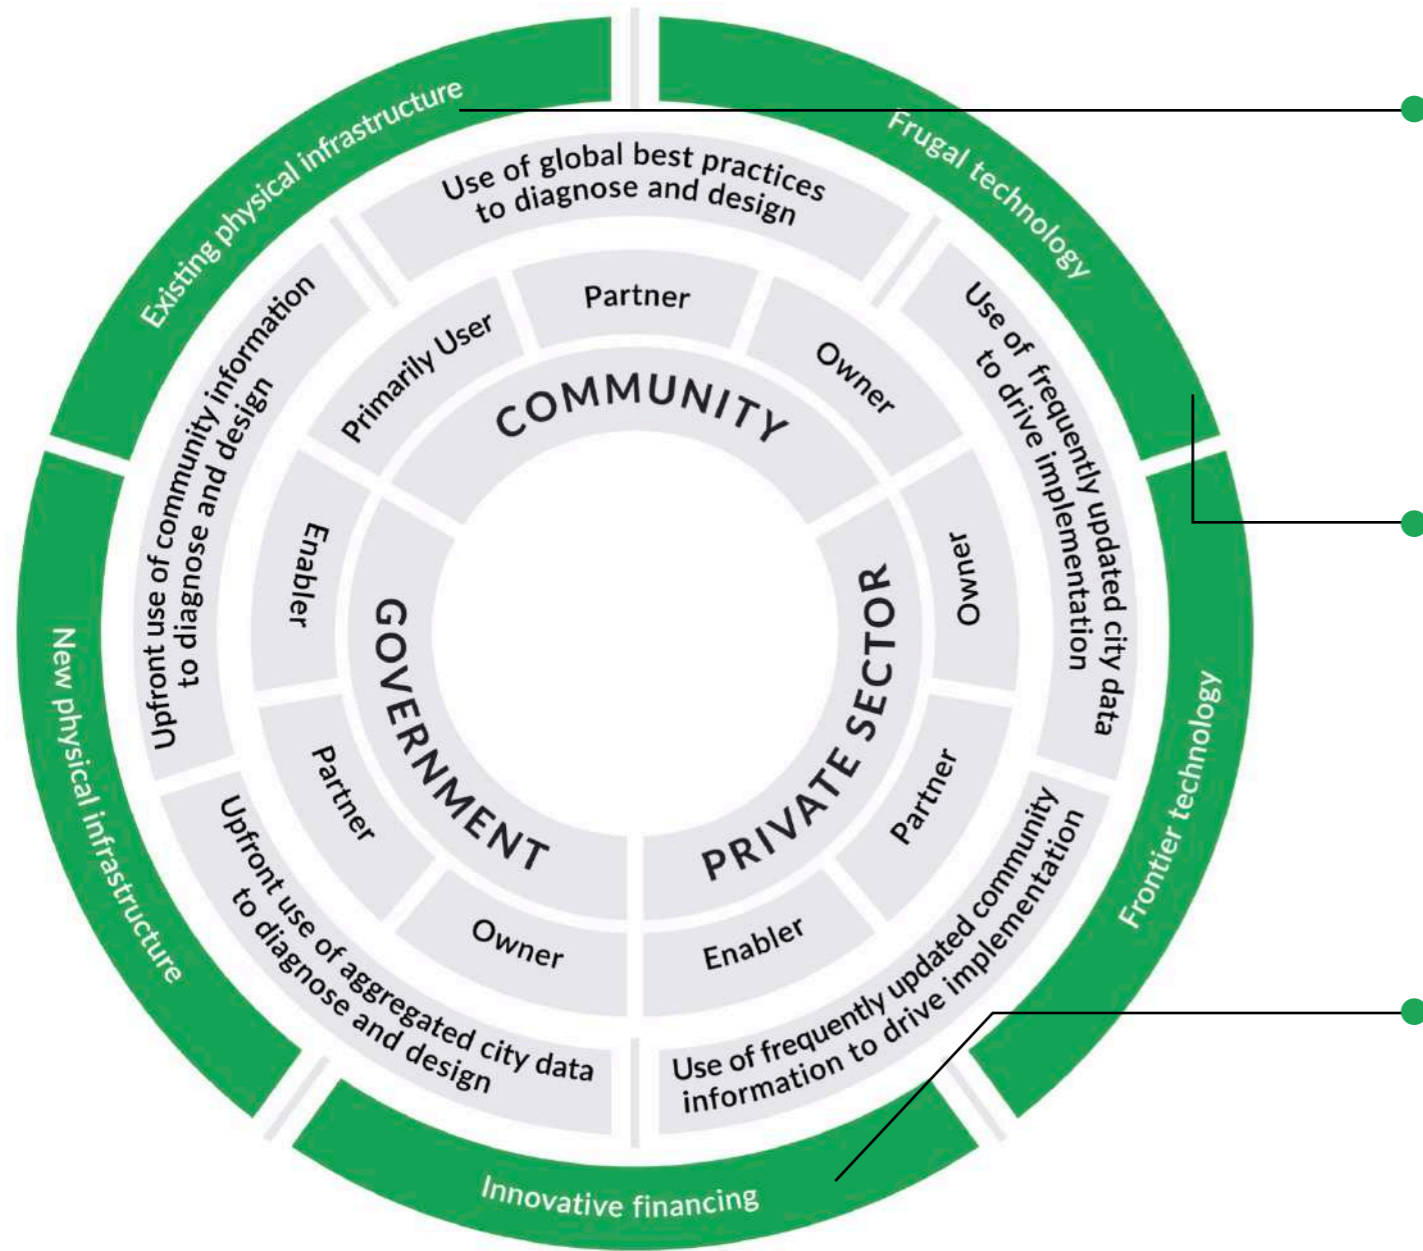 Existing physical infrastructure
Frugal technology
Frontier technology
Innovative financing
New physical infrastructure
Use of global best practices
to diagnose and design
Use of frequently updated city data
to drive implementation
Use of frequently updated community
information to drive implementation
Upfront use of aggregated city data
to diagnose and design
Upfront use of community information
to diagnose and design
Primarily User
Partner
Owner
Owner
Partner
Enabler
Owner
Partner
Enabler
COMMUNITY
PRIVATE SECTOR
GOVERNMENT